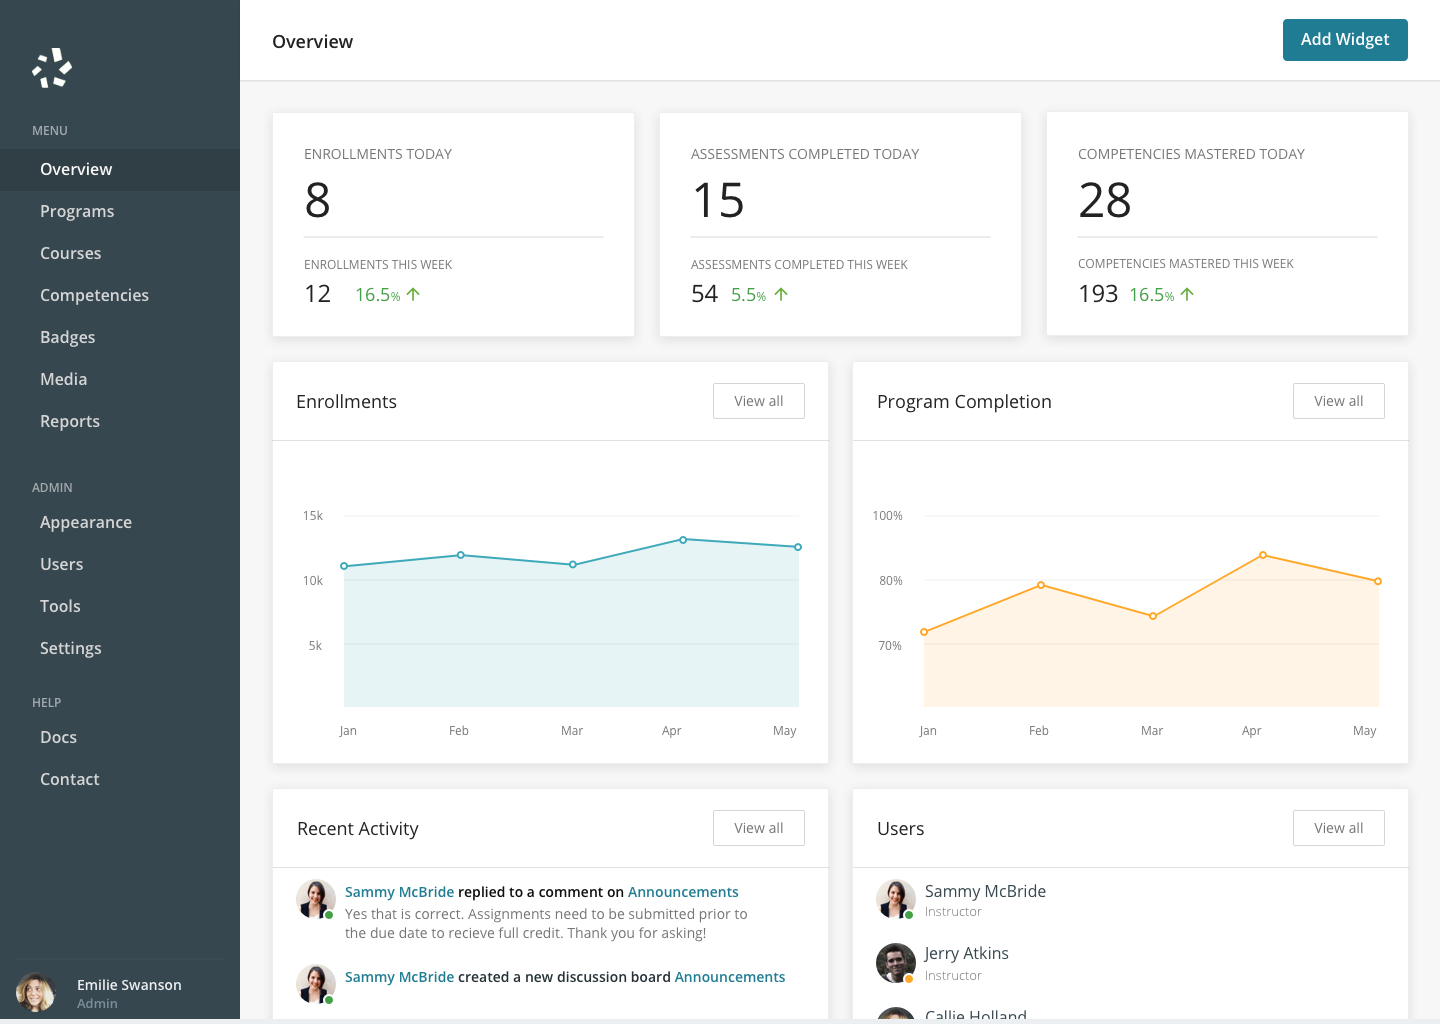 MENU
Overview
Programs
Courses
Competencies
Badges
Media
Reports
ADMIN
Appearance
Users
Tools
Settings
HELP
Docs
Contact
Emilie Swanson
Admin
Overview
Add Widget
ENROLLMENTS TODAY
8
ENROLLMENTS THIS WEEK
12 16.5%
ASSESSMENTS COMPLETED TODAY
15
ASSESSMENTS COMPLETED THIS WEEK
54 5.5%
COMPETENCIES MASTERED TODAY
28
COMPETENCIES MASTERED THIS WEEK
193 16.5%
Enrollments
View all
15k
10k
5k
Jan Feb Mar Apr May
Program Completion
View all
100%
80%
70%
Jan Feb Mar Apr May
Recent Activity
View all
Sammy McBride replied to a comment on Announcements
Yes that is correct. Assignments need to be submitted prior to
the due date to recieve full credit. Thank you for asking!
Sammy McBride created a new discussion board Announcements
Users
View all
Sammy McBride
Instructor
Jerry Atkins
Instructor
Callie Holland